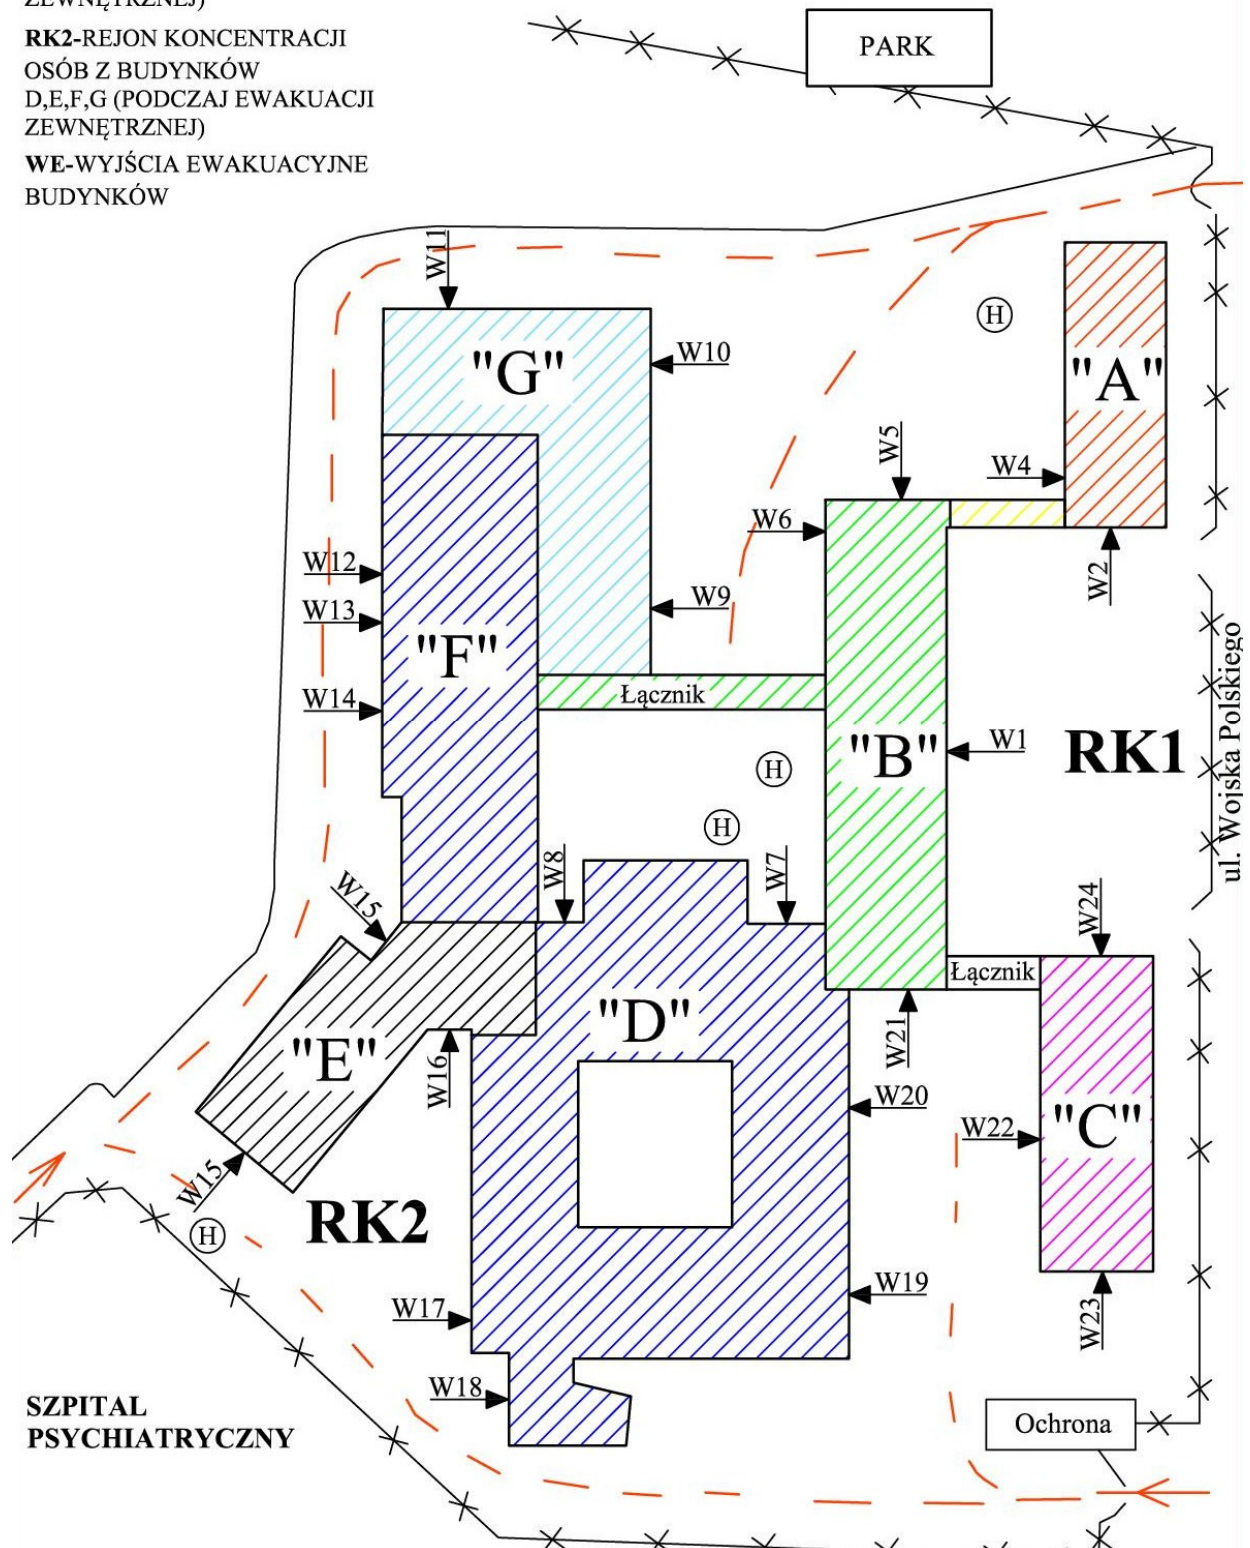 ZEWNĘTRZNEJ)
RK2-REJON KONCENTRACJI
OSÓB Z BUDYNKÓW
D,E,F,G (PODCZAJ EWAKUACJI
ZEWNĘTRZNEJ)
WE-WYJŚCIA EWAKUACYJNE
BUDYNKÓW
PARK
W11
H
"G"
W10
"A"
W5
W4
W6
W12
W2
W13
W9
"F"
Łącznik
W14
"B"
W1
RK1
ul. Wojska Polskiego
H
H
W8
W7
W15
W24
Łącznik
"D"
"E"
W21
W16
W20
"C"
W22
W15
RK2
H
W19
W17
W23
W18
SZPITAL
PSYCHIATRYCZNY
Ochrona